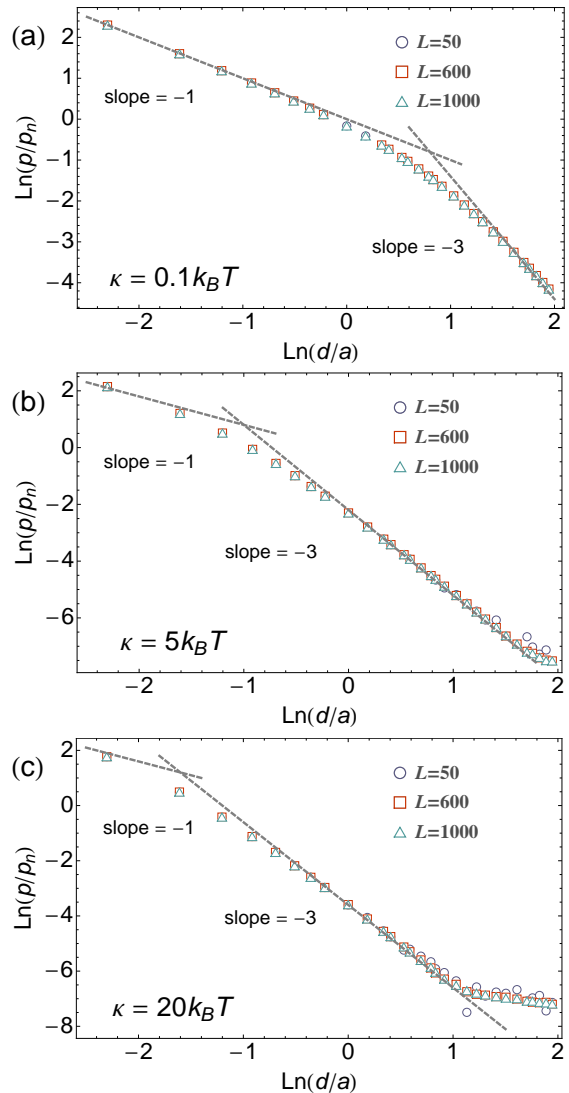 (a)
Ln(p/pn)
2
1
0
−1
−2
−3
−4
L=50
L=600
L=1000
slope = −1
slope = −3
κ = 0.1kBT
−2
−1
0
1
2
Ln(d/a)
(b)
Ln(p/pn)
2
0
−2
−4
−6
L=50
L=600
L=1000
slope = −1
slope = −3
κ = 5kBT
−2
−1
0
1
2
Ln(d/a)
(c)
Ln(p/pn)
2
0
−2
−4
−6
−8
L=50
L=600
L=1000
slope = −1
slope = −3
κ = 20kBT
−2
−1
0
1
2
Ln(d/a)